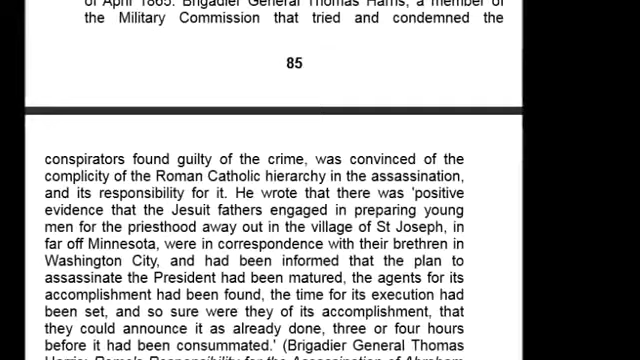 of April 1865. Brigadier General Thomas Harris, a member of
the Military Commission that tried and condemned the
85
conspirators found guilty of the crime, was convinced of the
complicity of the Roman Catholic hierarchy in the assassination,
and its responsibility for it. He wrote that there was 'positive
evidence that the Jesuit fathers engaged in preparing young
men for the priesthood away out in the village of St Joseph, in
far off Minnesota, were in correspondence with their brethren in
Washington City, and had been informed that the plan to
assassinate the President had been matured, the agents for its
accomplishment had been found, the time for its execution had
been set, and so sure were they of its accomplishment, that
they could announce it as already done, three or four hours
before it had been consummated.' (Brigadier General Thomas
Harris: Rome's Responsibility for the Assassination of Abraham